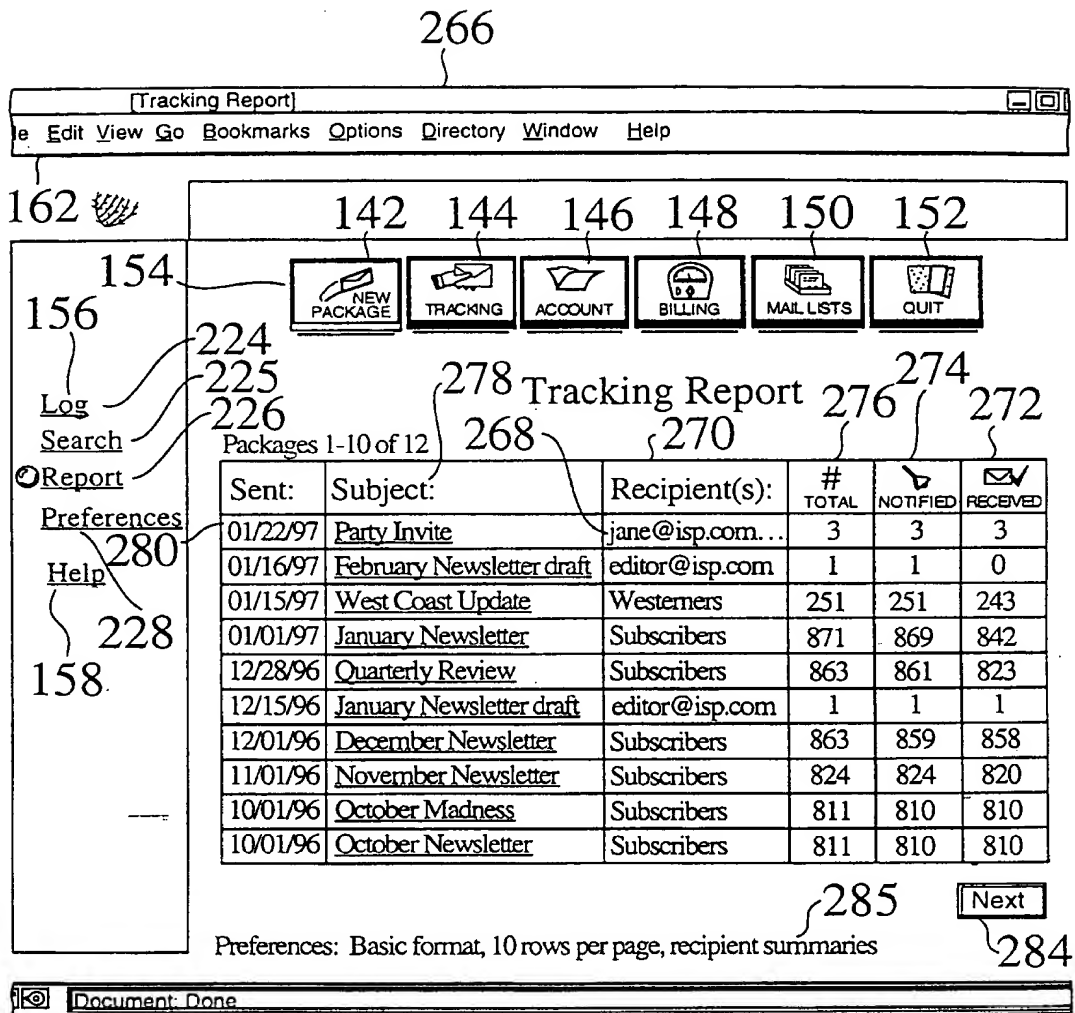 266
[Tracking Report]
le Edit View Go Bookmarks Options Directory Window Help
162 142 144 146 148 150 152
154 NEW PACKAGE TRACKING ACCOUNT BILLING MAIL LISTS QUIT
156
224
Log
225
Search
226
Report
Preferences
280
Help
228
158
278 Tracking Report 276 274 272
Packages 1-10 of 12 268 270
Sent: Subject: Recipient(s): # TOTAL NOTIFIED RECEIVED
01/22/97 Party Invite jane@isp.com... 3 3 3
01/16/97 February Newsletter draft editor@isp.com 1 1 0
01/15/97 West Coast Update Westerners 251 251 243
01/01/97 January Newsletter Subscribers 871 869 842
12/28/96 Quarterly Review Subscribers 863 861 823
12/15/96 January Newsletter draft editor@isp.com 1 1 1
12/01/96 December Newsletter Subscribers 863 859 858
11/01/96 November Newsletter Subscribers 824 824 820
10/01/96 October Madness Subscribers 811 810 810
10/01/96 October Newsletter Subscribers 811 810 810
285 Next
Preferences: Basic format, 10 rows per page, recipient summaries 284
Document: Done